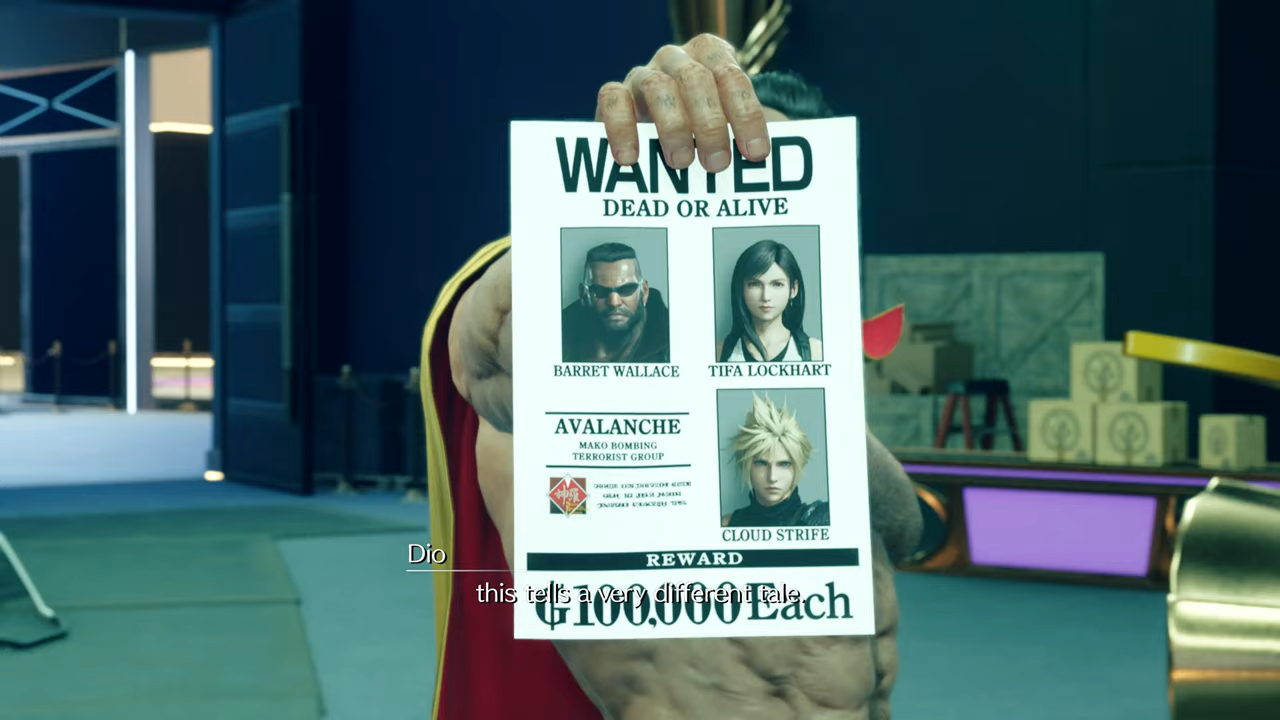 WANTED
DEAD OR ALIVE
BARRET WALLACE
TIFA LOCKHART
AVALANCHE
MAKO BOMBING
TERRORIST GROUP
CLOUD STRIFE
REWARD
₲100,000 Each
Dio
this tells a very different tale.